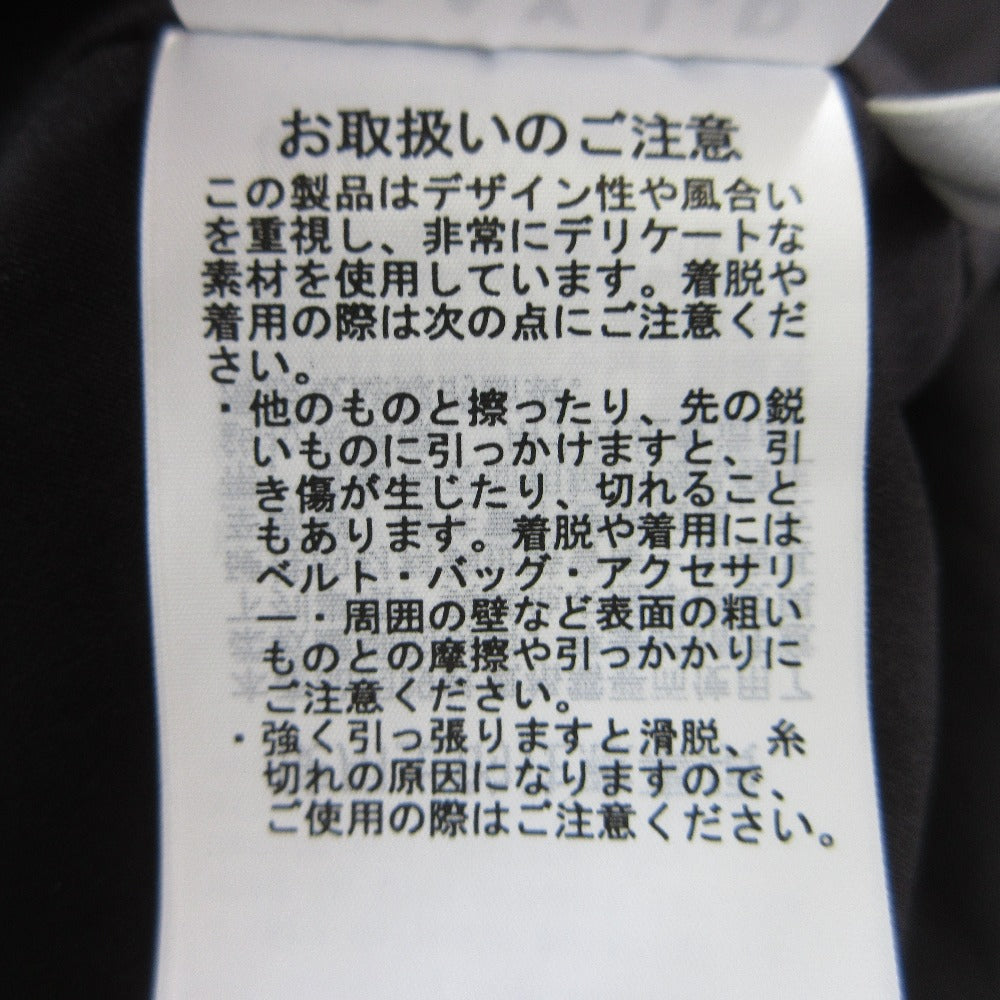 お取扱いのご注意
この製品はデザイン性や風合い
を重視し、非常にデリケートな
素材を使用しています。着脱や
着用の際は次の点にご注意くだ
さい。
・他のものと擦ったり、先の鋭
いものに引っかけますと、引
き傷が生じたり、切れること
もあります。着脱や着用には
ベルト・バッグ・アクセサリ
ー・周囲の壁など表面の粗い
ものとの摩擦や引っかかりに
ご注意ください。
・強く引っ張りますと滑脱、糸
切れの原因になりますので、
ご使用の際はご注意ください。